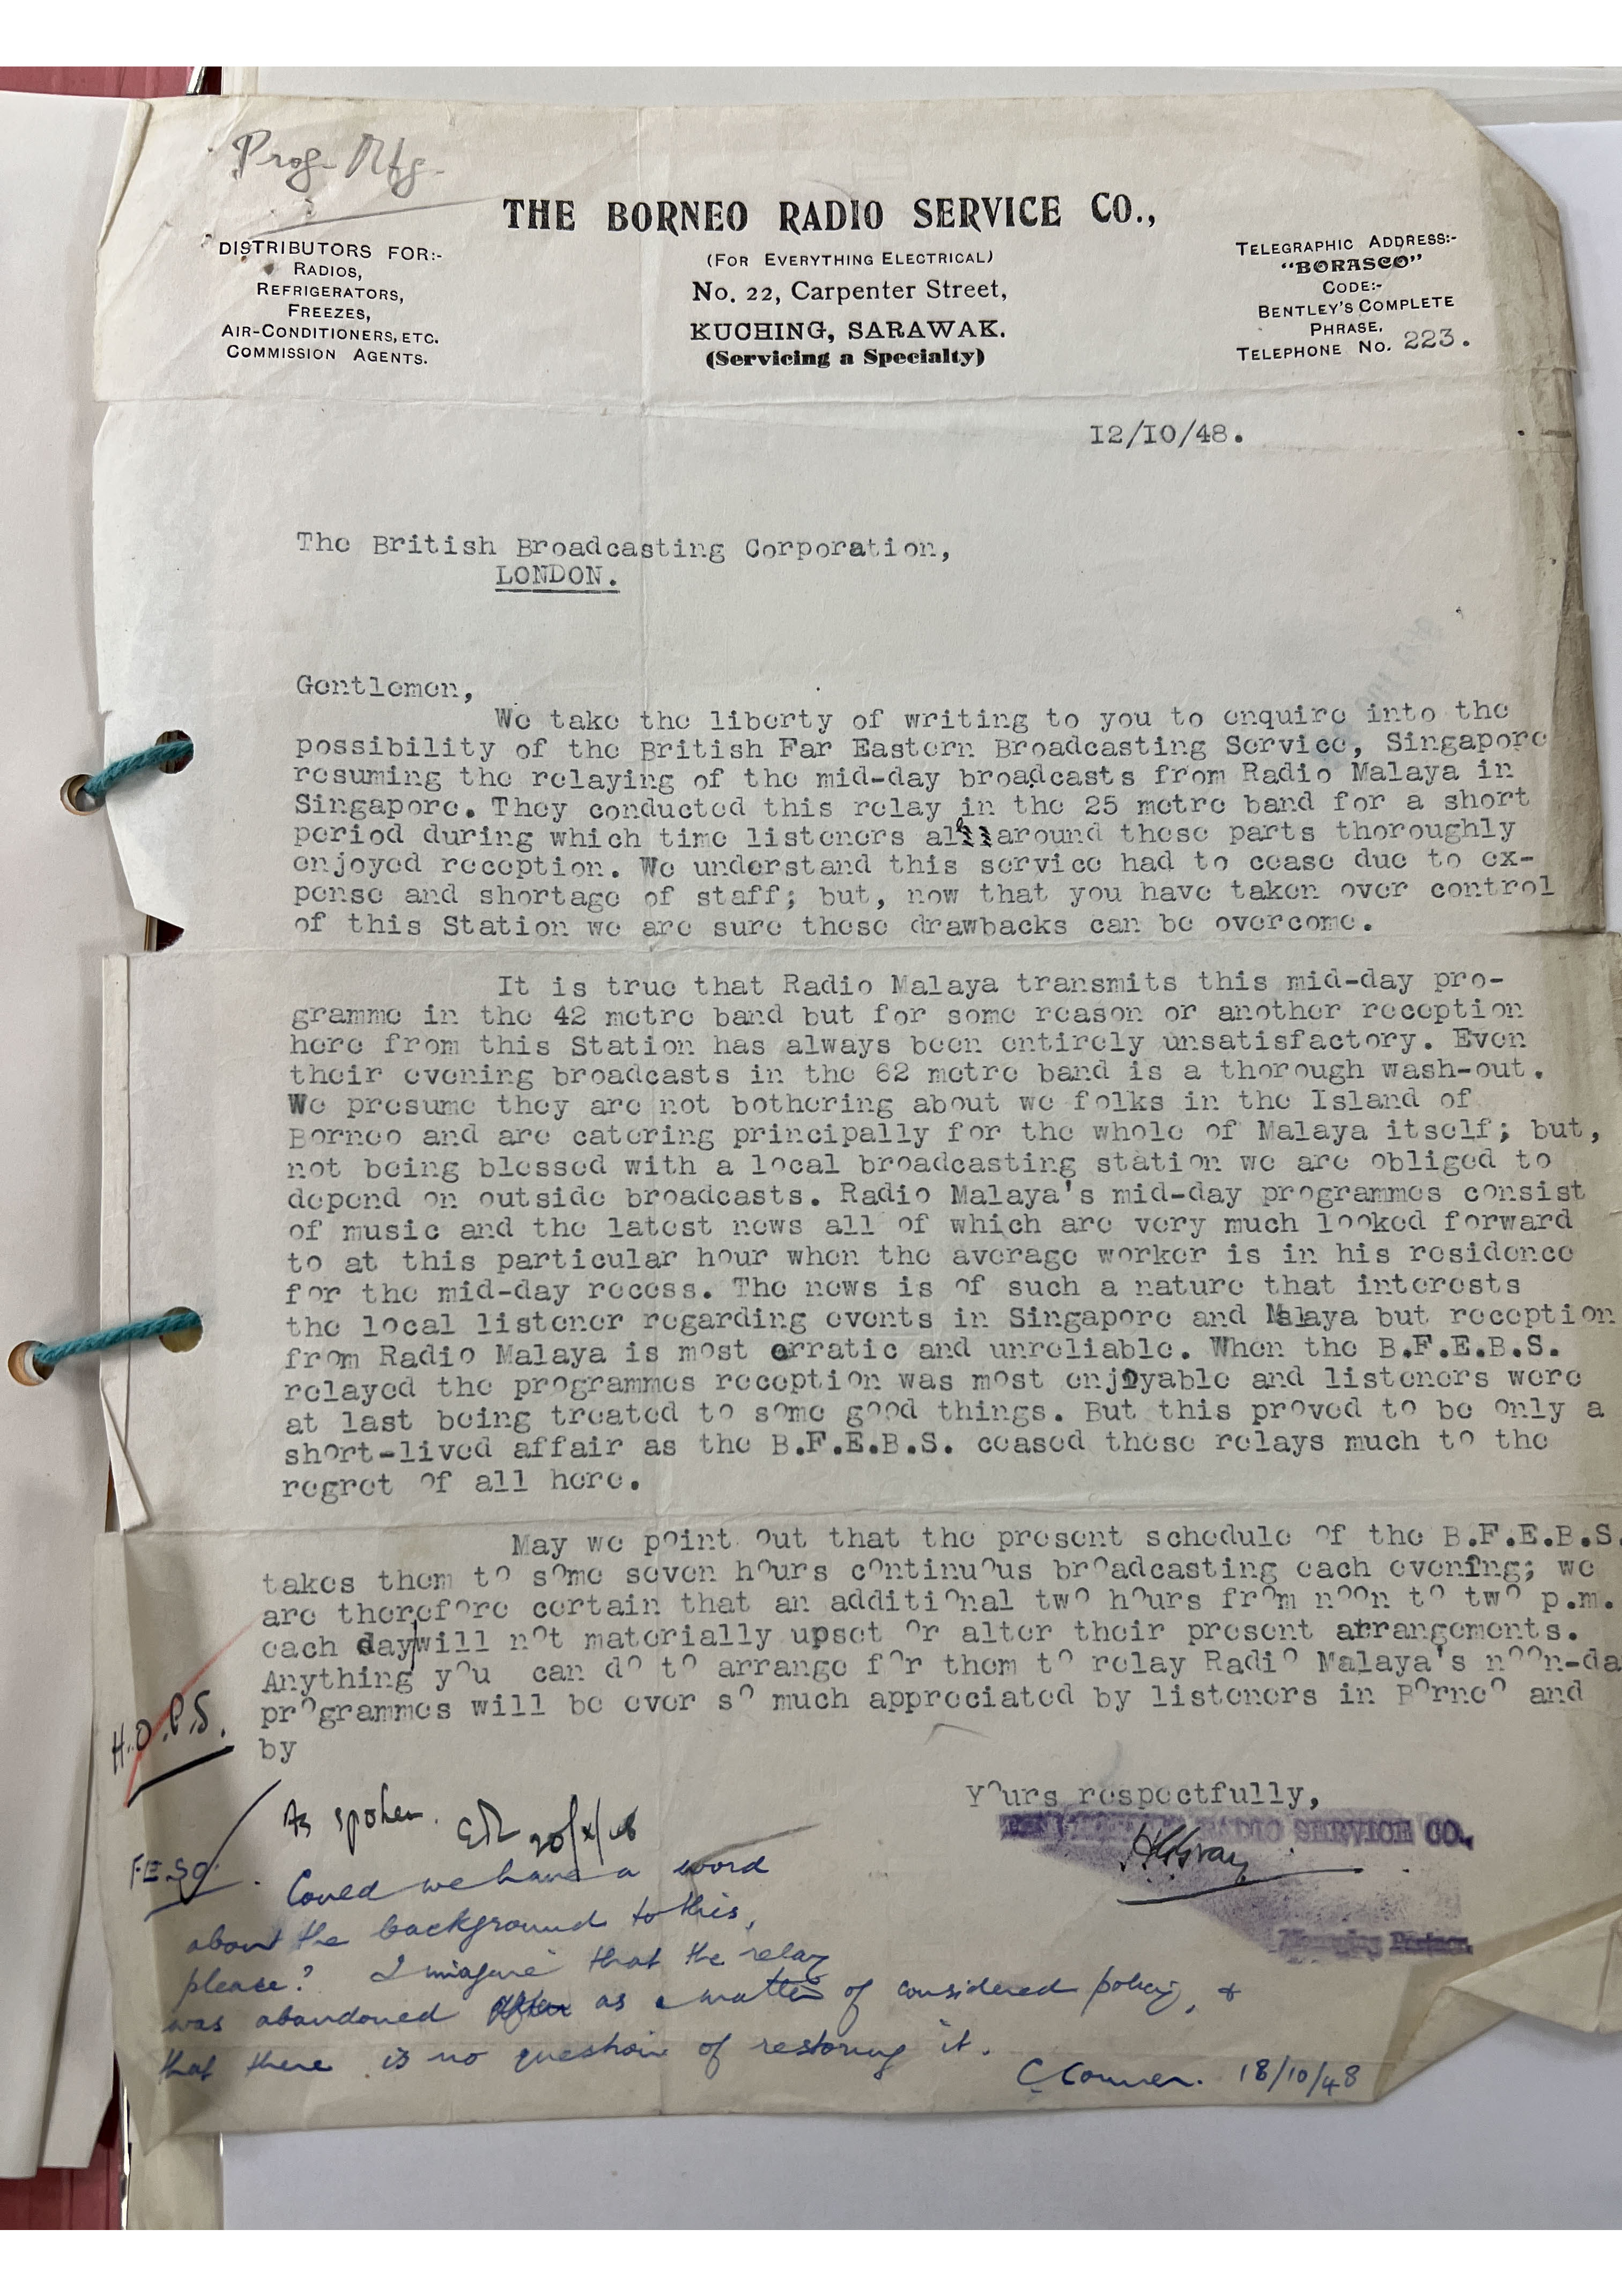 Prog. Mtg.
THE BORNEO RADIO SERVICE CO.,
DISTRIBUTORS FOR:-
RADIOS,
REFRIGERATORS,
FREEZES,
AIR-CONDITIONERS, ETC.
COMMISSION AGENTS.
(FOR EVERYTHING ELECTRICAL)
No. 22, Carpenter Street,
KUCHING, SARAWAK.
(Servicing a Specialty)
TELEGRAPHIC ADDRESS:-
"BORASCO"
CODE:-
BENTLEY'S COMPLETE
PHRASE.
TELEPHONE No. 223.
12/10/48.
The British Broadcasting Corporation,
LONDON.
Gentlemen,
We take the liberty of writing to you to enquire into the
possibility of the British Far Eastern Broadcasting Service, Singapore
resuming the relaying of the mid-day broadcasts from Radio Malaya in
Singapore. They conducted this relay in the 25 metre band for a short
period during which time listeners all around these parts thoroughly
enjoyed reception. We understand this service had to cease due to ex-
pense and shortage of staff; but, now that you have taken over control
of this Station we are sure these drawbacks can be overcome.
It is true that Radio Malaya transmits this mid-day pro-
gramme in the 42 metre band but for some reason or another reception
here from this Station has always been entirely unsatisfactory. Even
their evening broadcasts in the 62 metre band is a thorough wash-out.
We presume they are not bothering about we folks in the Island of
Borneo and are catering principally for the whole of Malaya itself; but,
not being blessed with a local broadcasting station we are obliged to
depend on outside broadcasts. Radio Malaya's mid-day programmes consist
of music and the latest news all of which are very much looked forward
to at this particular hour when the average worker is in his residence
for the mid-day recess. The news is of such a nature that interests
the local listener regarding events in Singapore and Malaya but reception
from Radio Malaya is most erratic and unreliable. When the B.F.E.B.S.
relayed the programmes reception was most enjoyable and listeners were
at last being treated to some good things. But this proved to be only a
short-lived affair as the B.F.E.B.S. ceased these relays much to the
regret of all here.
May we point out that the present schedule of the B.F.E.B.S.
takes them to some seven hours continuous broadcasting each evening; we
are therefore certain that an additional two hours from noon to two p.m.
each day will not materially upset or alter their present arrangements.
Anything you can do to arrange for them to relay Radio Malaya's noon-da
programmes will be ever so much appreciated by listeners in Borneo and
by
H.O.P.S.
Yours respectfully,
RADIO SERVICE CO.,
As spoken. 20/x/48
F.E.S.O.
Managing Partner.
Could we have a word
about the background to this,
please? I imagine that the relay
was abandoned as a matter of considered policy, &
that there is no question of restoring it.
18/10/48